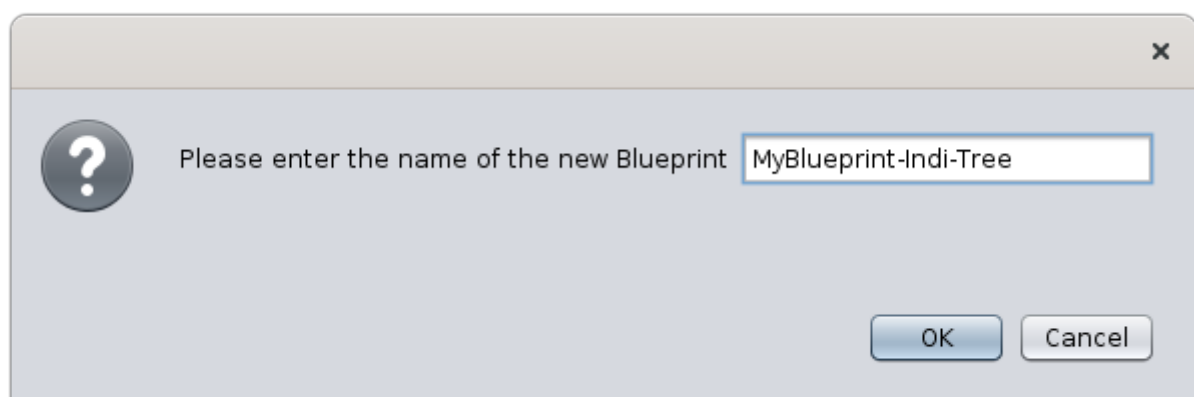 Please enter the name of the new Blueprint MyBlueprint-Indi-Tree
OK Cancel